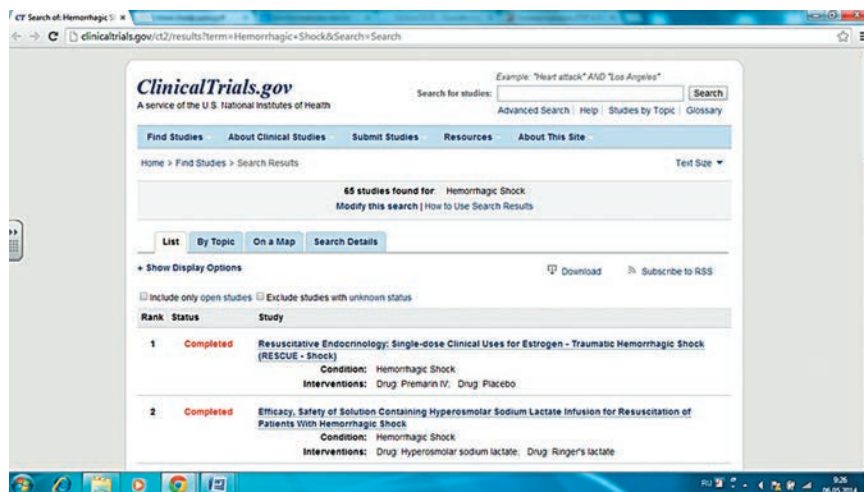 CT Search of: Hemorrhagic S ×
clinicaltrials.gov/ct2/results?term=Hemorrhagic+Shock&Search=Search
ClinicalTrials.gov
A service of the U.S. National Institutes of Health
Example: "Heart attack" AND "Los Angeles"
Search for studies:
Search
Advanced Search | Help | Studies by Topic | Glossary
Find Studies About Clinical Studies Submit Studies Resources About This Site
Home > Find Studies > Search Results
Text Size
65 studies found for: Hemorrhagic Shock
Modify this search | How to Use Search Results
List By Topic On a Map Search Details
+ Show Display Options
Download Subscribe to RSS
Include only open studies Exclude studies with unknown status
Rank Status Study
1 Completed Resuscitative Endocrinology: Single-dose Clinical Uses for Estrogen - Traumatic Hemorrhagic Shock
(RESCUE - Shock)
Condition: Hemorrhagic Shock
Interventions: Drug: Premarin IV; Drug: Placebo
2 Completed Efficacy, Safety of Solution Containing Hyperosmolar Sodium Lactate Infusion for Resuscitation of
Patients With Hemorrhagic Shock
Condition: Hemorrhagic Shock
Interventions: Drug: Hyperosmolar sodium lactate; Drug: Ringer's lactate
RU
9:26
06.05.2014